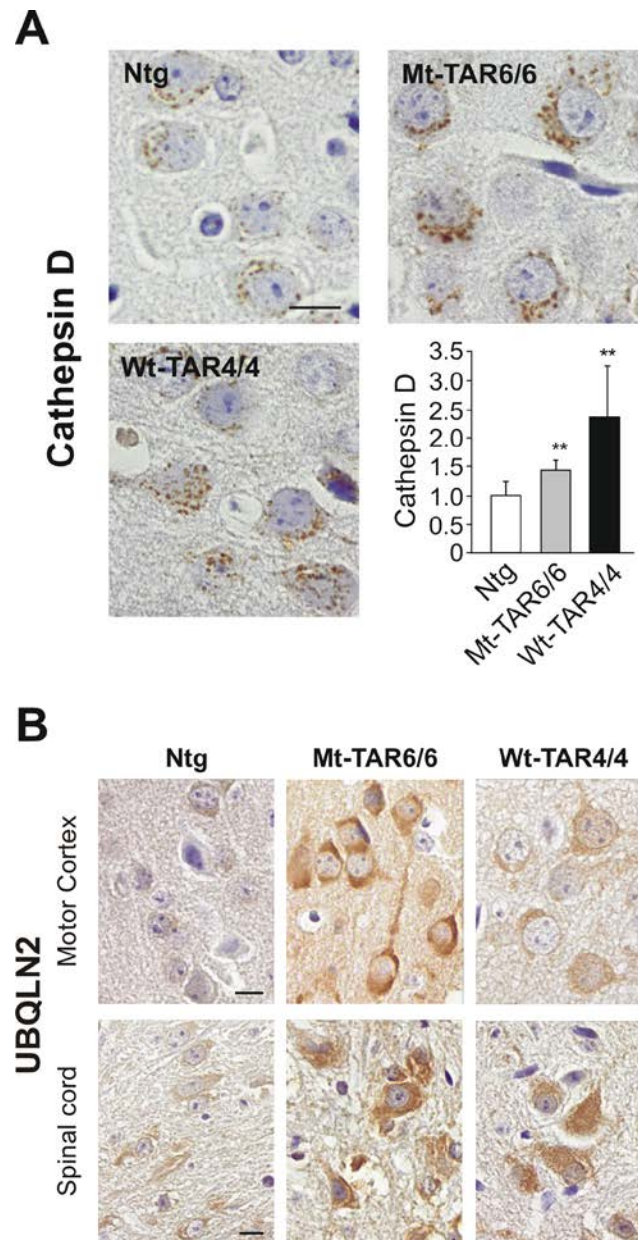 A
Ntg
Mt-TAR6/6
Cathepsin D
Wt-TAR4/4
**
**
Cathepsin D
3.5
3.0
2.5
2.0
1.5
1.0
0.5
0
Ntg
Mt-TAR6/6
Wt-TAR4/4
B
Ntg
Mt-TAR6/6
Wt-TAR4/4
UBQLN2
Motor Cortex
Spinal cord